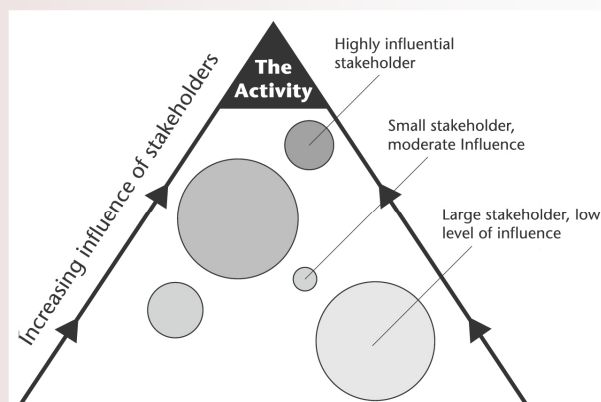 Highly influential
stakeholder
The
Activity
Increasing influence of stakeholders
Small stakeholder,
moderate Influence
Large stakeholder, low
level of influence